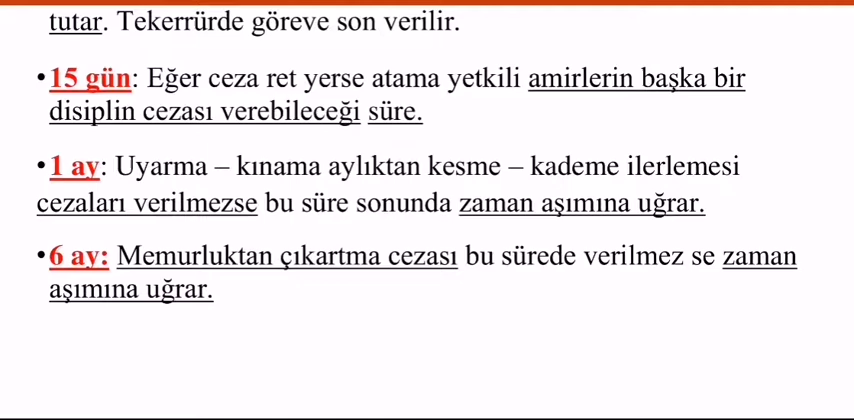 tutar. Tekerrürde göreve son verilir.
•15 gün: Eğer ceza ret yerse atama yetkili amirlerin başka bir
disiplin cezası verebileceği süre.
•1 ay: Uyarma – kınama aylıktan kesme – kademe ilerlemesi
cezaları verilmezse bu süre sonunda zaman aşımına uğrar.
•6 ay: Memurluktan çıkartma cezası bu sürede verilmez se zaman
aşımına uğrar.